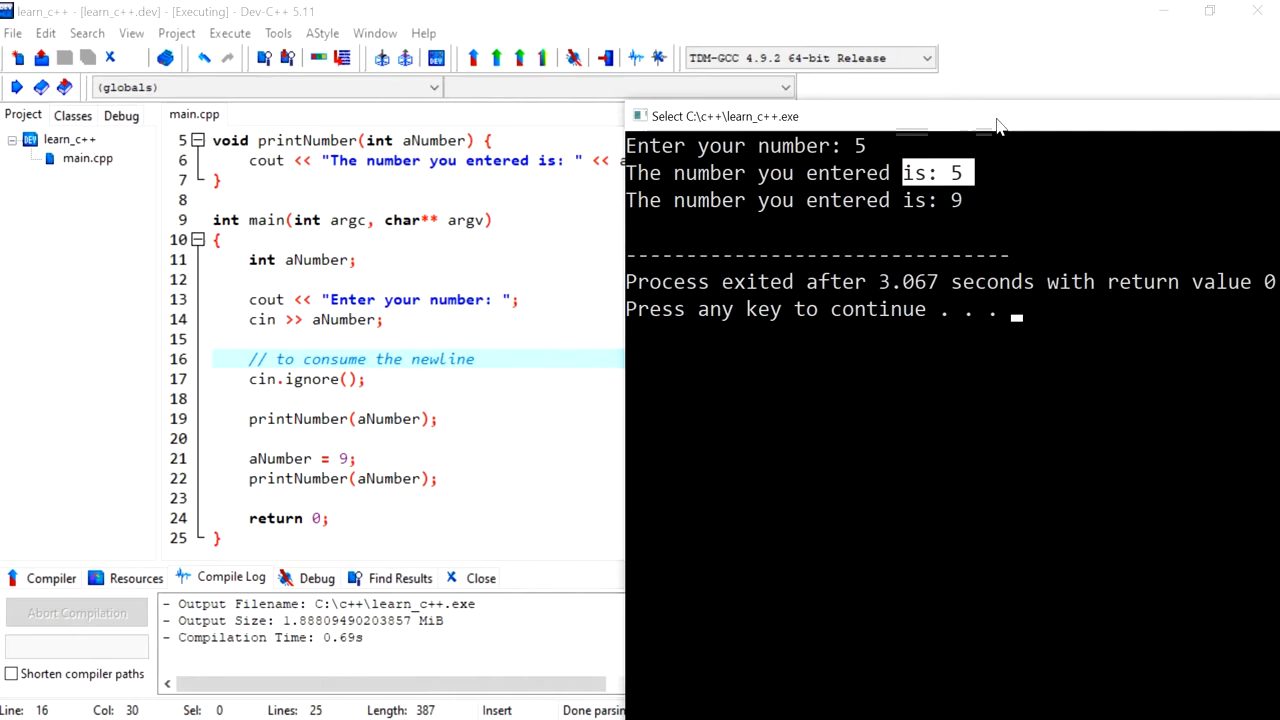 learn_c++ - [learn_c++.dev] - [Executing] - Dev-C++ 5.11
File Edit Search View Project Execute Tools AStyle Window Help
TDM-GCC 4.9.2 64-bit Release
(globals)
Project Classes Debug
main.cpp
learn_c++
main.cpp
5 void printNumber(int aNumber) {
6 cout << "The number you entered is: " <<
7 }
8
9 int main(int argc, char** argv)
10 {
11 int aNumber;
12
13 cout << "Enter your number: ";
14 cin >> aNumber;
15
16 // to consume the newline
17 cin.ignore();
18
19 printNumber(aNumber);
20
21 aNumber = 9;
22 printNumber(aNumber);
23
24 return 0;
25 }
Select C:\c++\learn_c++.exe
Enter your number: 5
The number you entered is: 5
The number you entered is: 9
--------------------------------
Process exited after 3.067 seconds with return value 0
Press any key to continue . . .
Compiler Resources Compile Log Debug Find Results Close
Abort Compilation
Shorten compiler paths
- Output Filename: C:\c++\learn_c++.exe
- Output Size: 1.88809490203857 MiB
- Compilation Time: 0.69s
Line: 16 Col: 30 Sel: 0 Lines: 25 Length: 387 Insert Done parsin